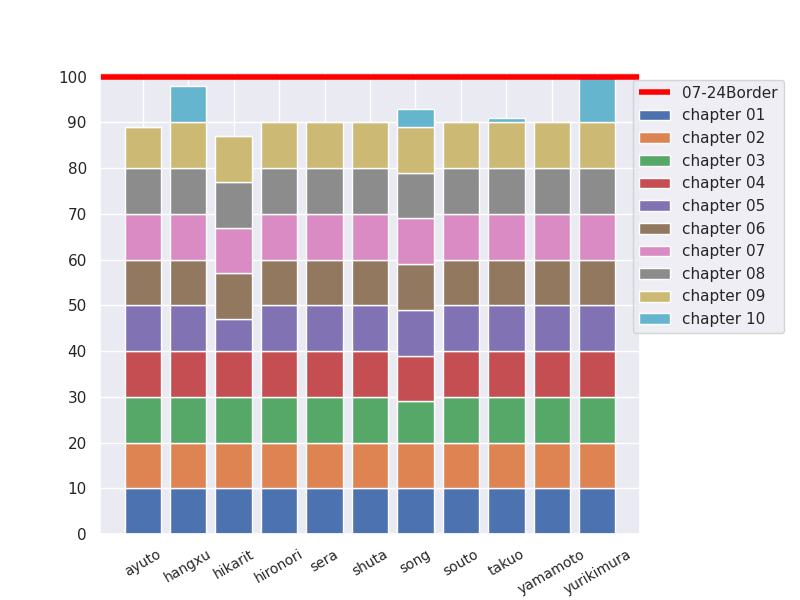 100
90
80
70
60
50
40
30
20
10
0
ayuto
hangxu
hikarit
hironori
sera
shuta
song
souto
takuo
yamamoto
yurikimura
07-24Border
chapter 01
chapter 02
chapter 03
chapter 04
chapter 05
chapter 06
chapter 07
chapter 08
chapter 09
chapter 10